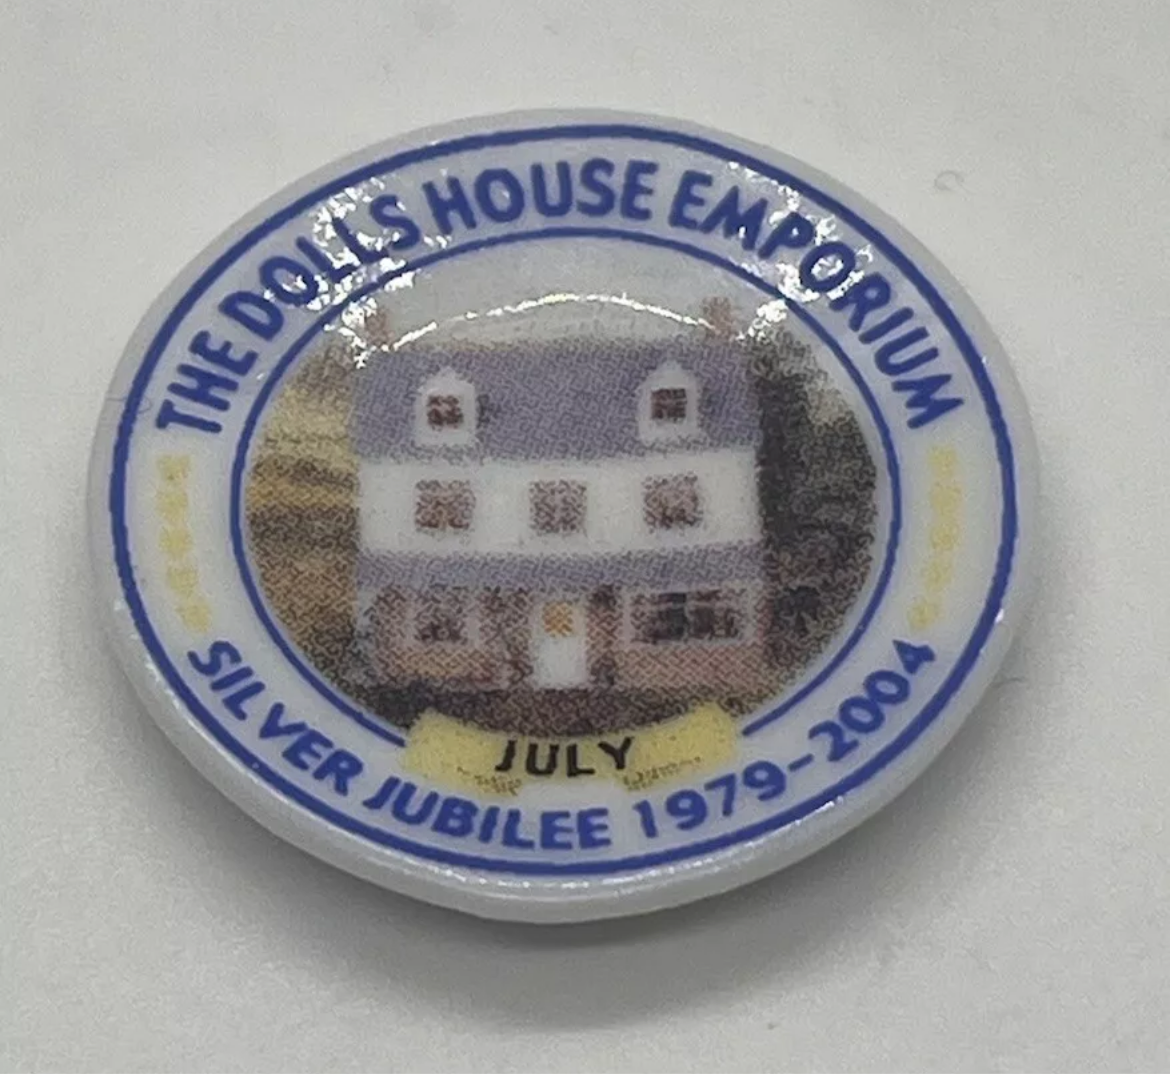 THE DOLLS HOUSE EMPORIUM
JULY
SILVER JUBILEE 1979-2004